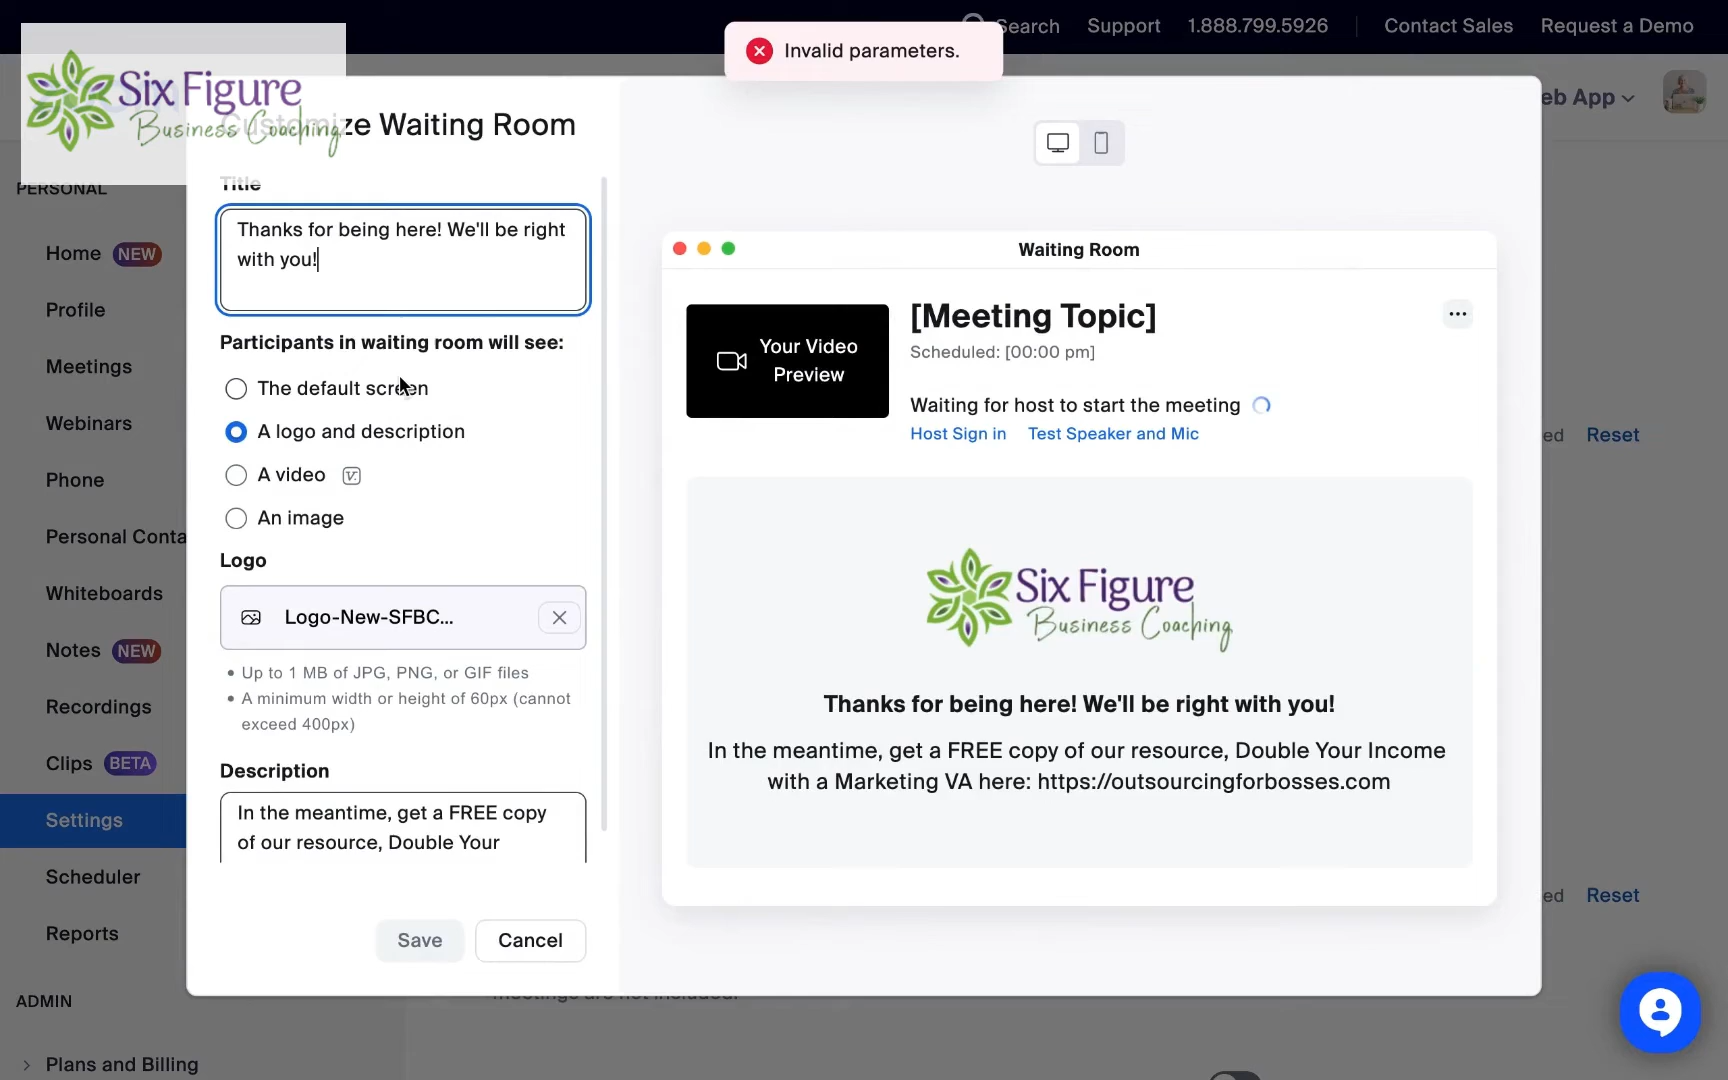 Search
Support
1.888.799.5926
Contact Sales
Request a Demo
Invalid parameters.
Six Figure
Business Coaching
Customize Waiting Room
eb App
PERSONAL
Home NEW
Profile
Meetings
Webinars
Phone
Personal Conta
Whiteboards
Notes NEW
Recordings
Clips BETA
Settings
Scheduler
Reports
ADMIN
Plans and Billing
Title
Thanks for being here! We'll be right
with you!
Participants in waiting room will see:
The default screen
A logo and description
A video
An image
Logo
Logo-New-SFBC...
• Up to 1 MB of JPG, PNG, or GIF files
• A minimum width or height of 60px (cannot
exceed 400px)
Description
In the meantime, get a FREE copy
of our resource, Double Your
Save
Cancel
Waiting Room
Your Video
Preview
[Meeting Topic]
Scheduled: [00:00 pm]
Waiting for host to start the meeting
Host Sign in
Test Speaker and Mic
Six Figure
Business Coaching
Thanks for being here! We'll be right with you!
In the meantime, get a FREE copy of our resource, Double Your Income
with a Marketing VA here: https://outsourcingforbosses.com
ed Reset
ed Reset
meetings are not included.